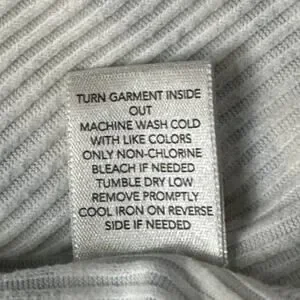 TURN GARMENT INSIDE
OUT
MACHINE WASH COLD
WITH LIKE COLORS
ONLY NON-CHLORINE
BLEACH IF NEEDED
TUMBLE DRY LOW
REMOVE PROMPTLY
COOL IRON ON REVERSE
SIDE IF NEEDED